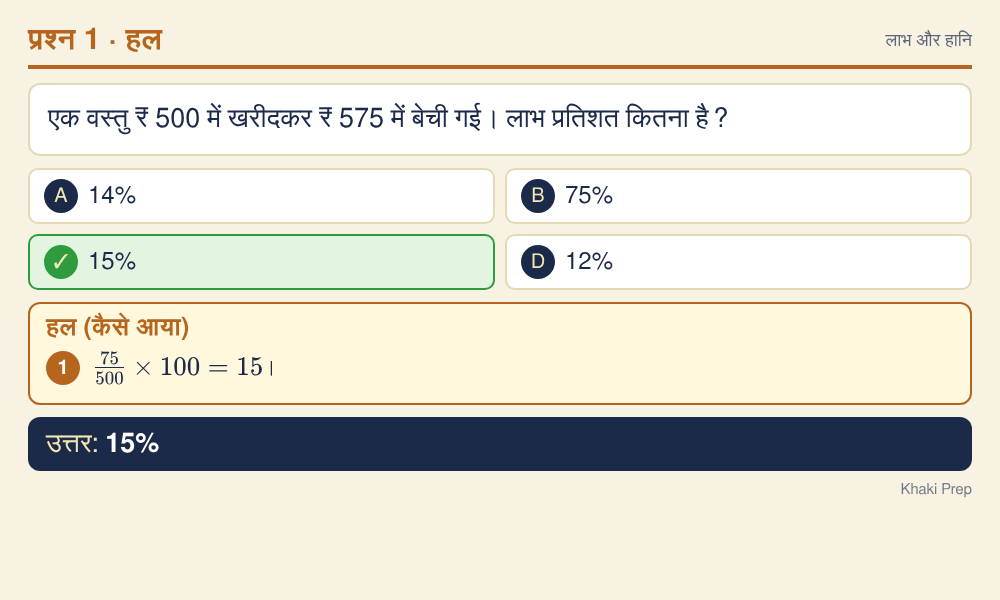 प्रश्न 1 · हल
लाभ और हानि
एक वस्तु ₹ 500 में खरीदकर ₹ 575 में बेची गई। लाभ प्रतिशत कितना है ?
A 14%
B 75%
✓ 15%
D 12%
हल (कैसे आया)
1 75/500 × 100 = 15।
उत्तर: 15%
Khaki Prep